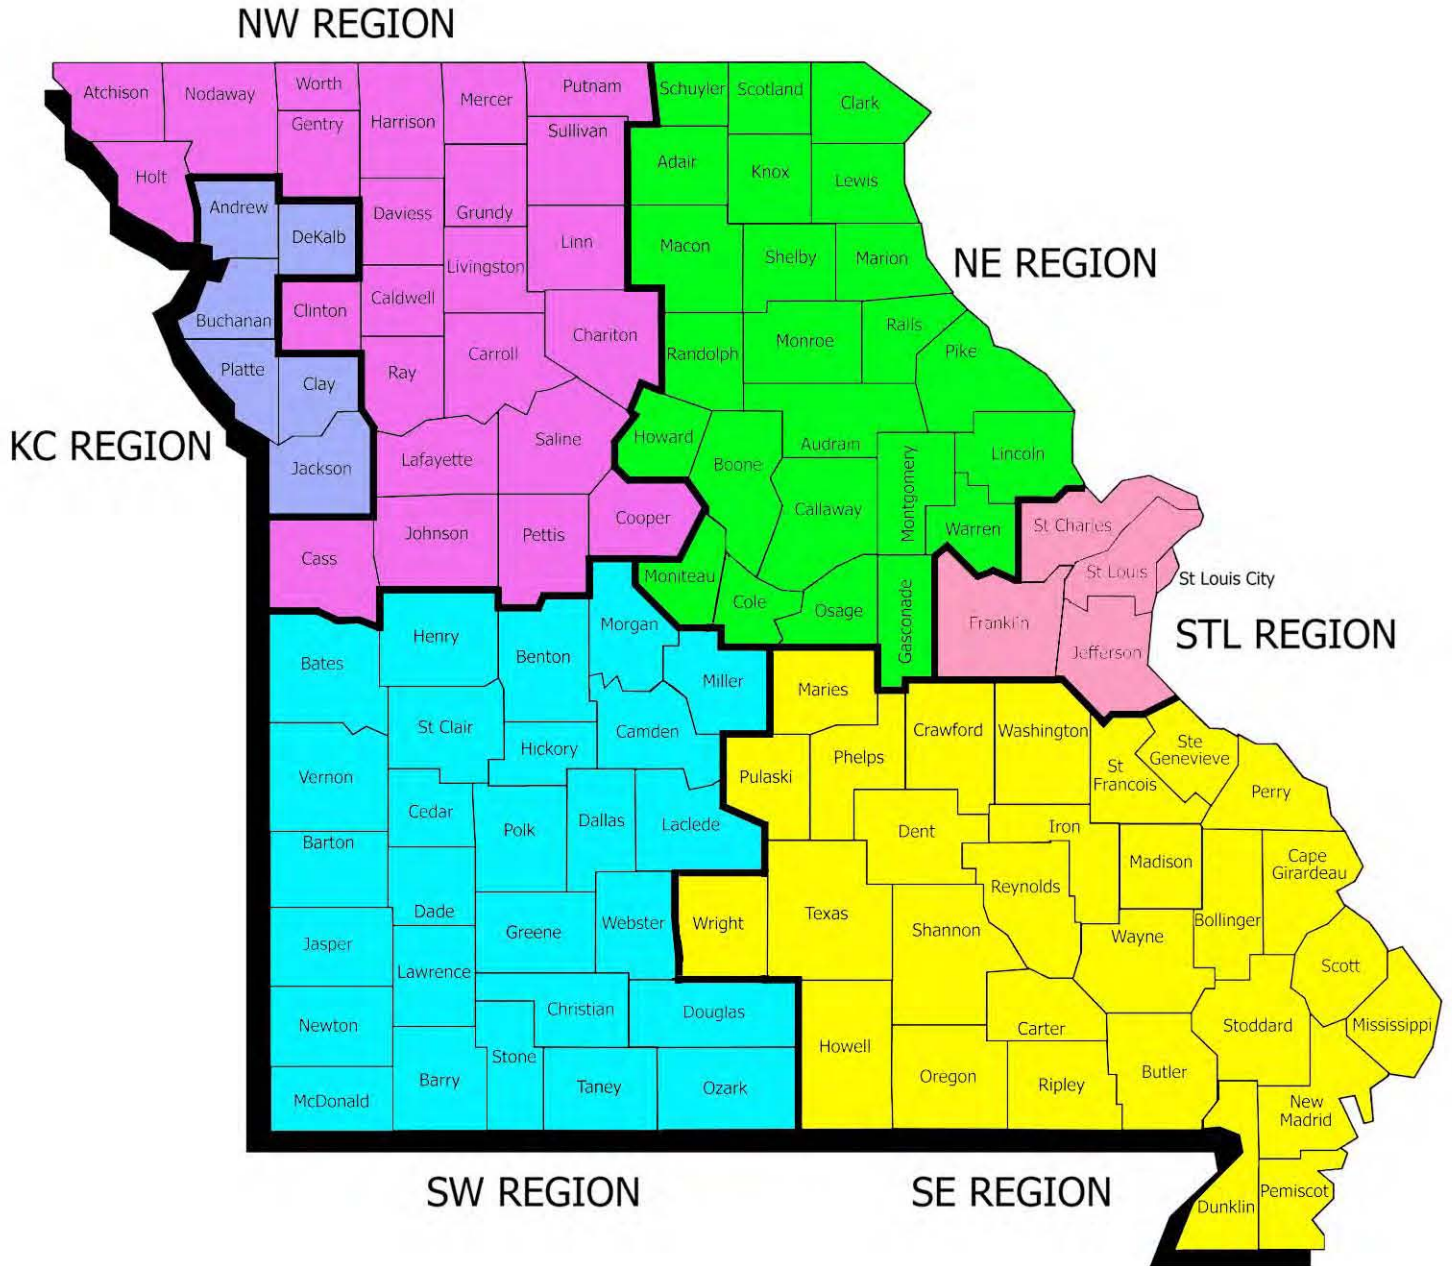 NW REGION
Atchison
Nodaway
Worth
Gentry
Harrison
Mercer
Putnam
Sullivan
Schuyler
Scotland
Clark
Holt
Andrew
DeKalb
Daviess
Grundy
Linn
Adair
Knox
Lewis
Macon
Shelby
Marion
NE REGION
Buchanan
Clinton
Caldwell
Livingston
Chariton
Randolph
Monroe
Ralls
Pike
Platte
Clay
Ray
Carroll
KC REGION
Jackson
Lafayette
Saline
Howard
Boone
Audrain
Montgomery
Lincoln
Cass
Johnson
Pettis
Cooper
Callaway
Warren
St Charles
Moniteau
Cole
Osage
Gasconade
Franklin
St Louis
St Louis City
Jefferson
STL REGION
Bates
Henry
Benton
Morgan
Miller
Maries
St Clair
Hickory
Camden
Pulaski
Phelps
Crawford
Washington
St
Francois
Ste
Genevieve
Perry
Vernon
Cedar
Polk
Dallas
Laclede
Dent
Iron
Madison
Cape
Girardeau
Barton
Dade
Greene
Webster
Wright
Texas
Shannon
Reynolds
Wayne
Bollinger
Scott
Jasper
Lawrence
Christian
Douglas
Newton
Stone
Howell
Carter
Stoddard
Mississippi
McDonald
Barry
Taney
Ozark
Oregon
Ripley
Butler
New
Madrid
Dunklin
Pemiscot
SW REGION
SE REGION